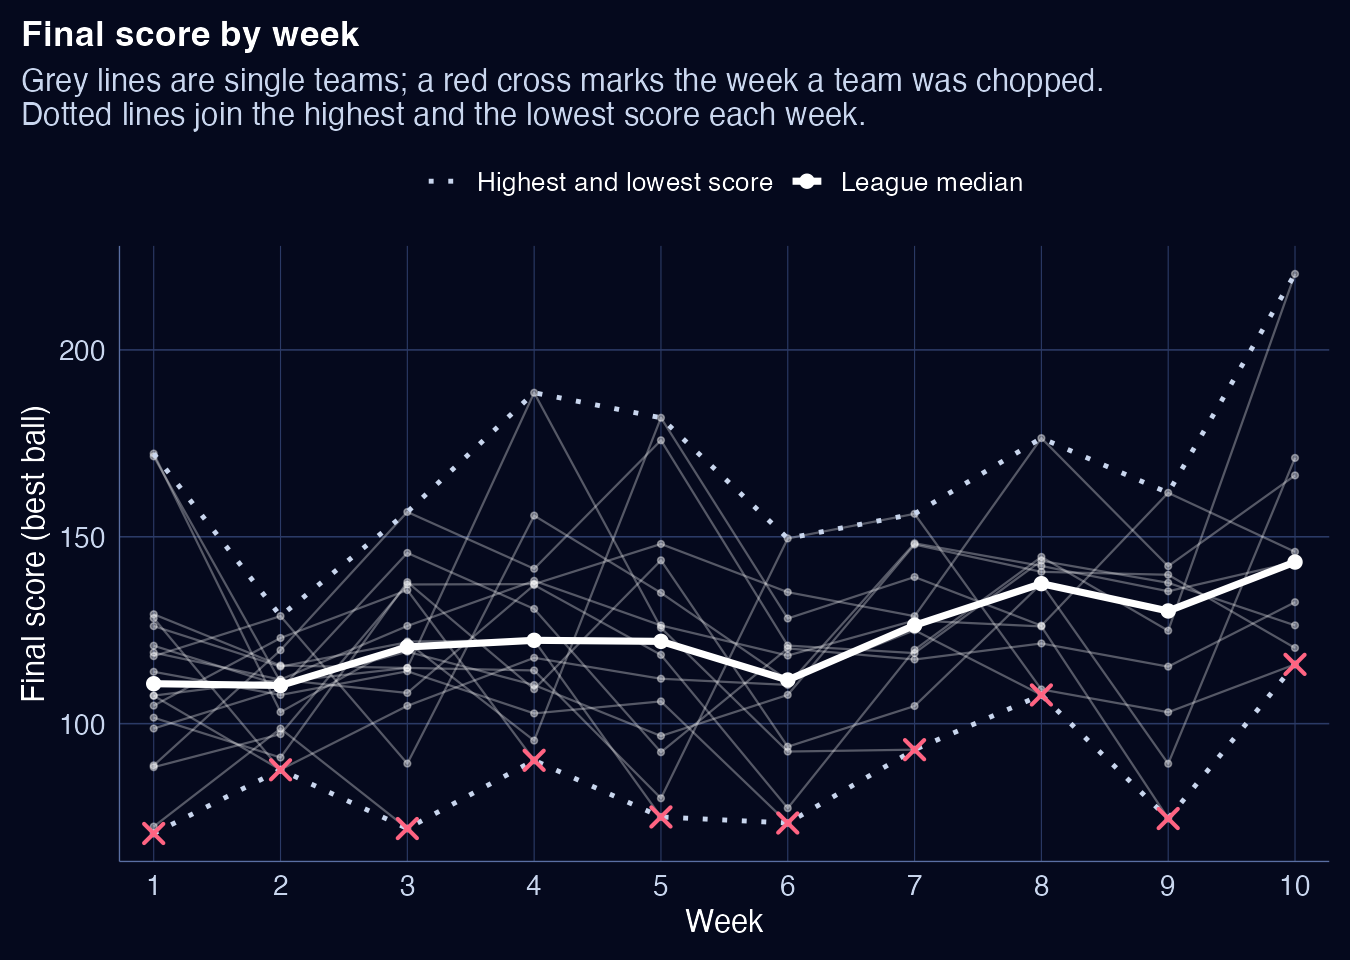 Final score by week
Grey lines are single teams; a red cross marks the week a team was chopped.
Dotted lines join the highest and the lowest score each week.
Highest and lowest score
League median
Final score (best ball)
200
150
100
1 2 3 4 5 6 7 8 9 10
Week